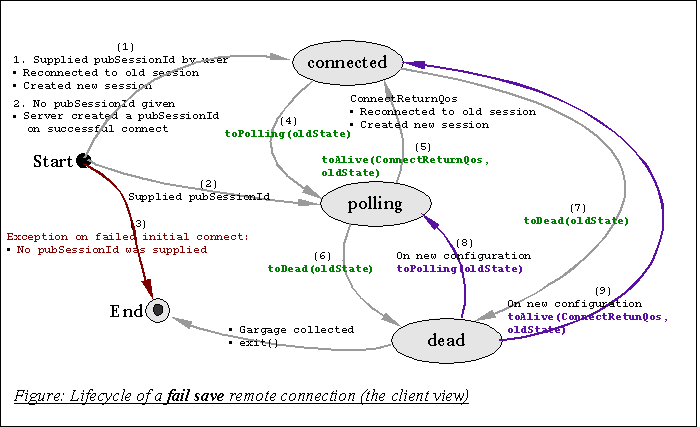 (1)
1. Supplied pubSessionId by user
• Reconnected to old session
• Created new session
2. No pubSessionId given
• Server created a pubSessionId
on successful connect
connected
ConnectReturnQos
• Reconnected to old session
• Created new session
(4)
toPolling(oldState)
(5)
toAlive(ConnectReturnQos,
oldState)
Start
(2)
Supplied pubSessionId
polling
(7)
toDead(oldState)
(3)
Exception on failed initial connect:
• No pubSessionId was supplied
(6)
toDead(oldState)
(8)
On new configuration
toPolling(oldState)
(9)
On new configuration
toAlive(ConnectRetunQos,
oldState)
End
• Gargage collected
• exit()
dead
Figure: Lifecycle of a fail save remote connection (the client view)